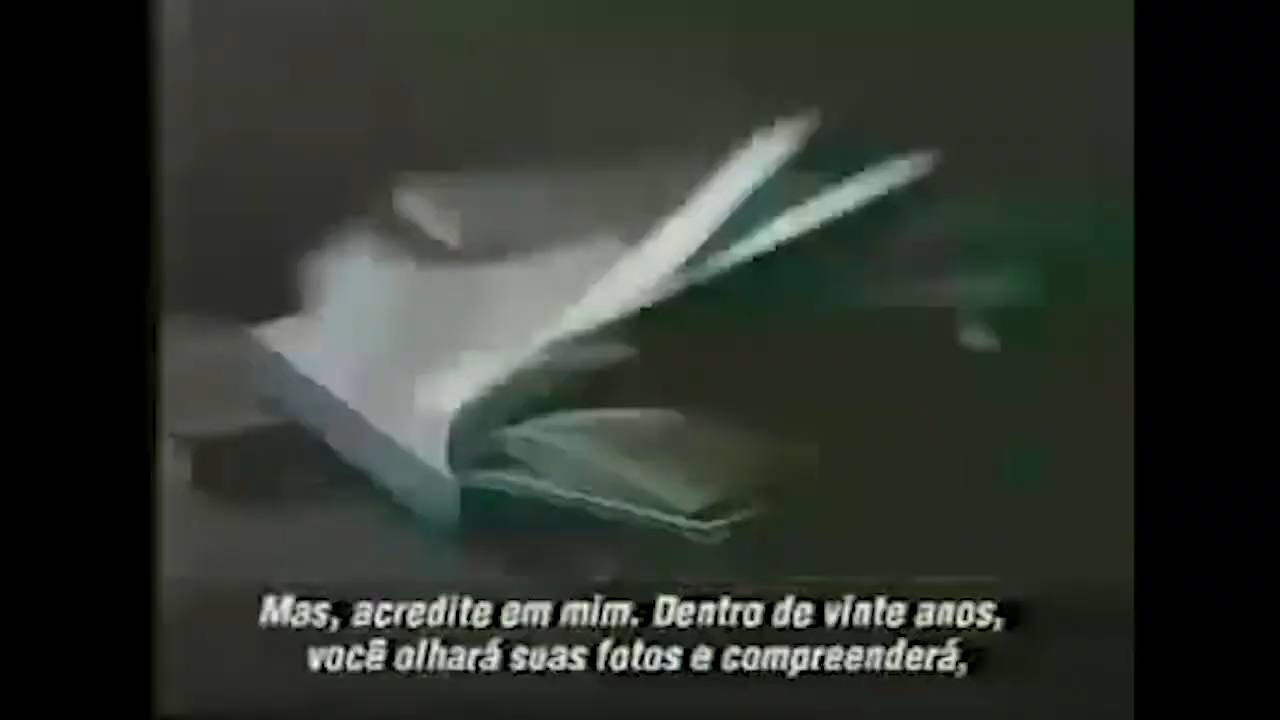 Mas, acredite em mim. Dentro de vinte anos,
você olhará suas fotos e compreenderá,